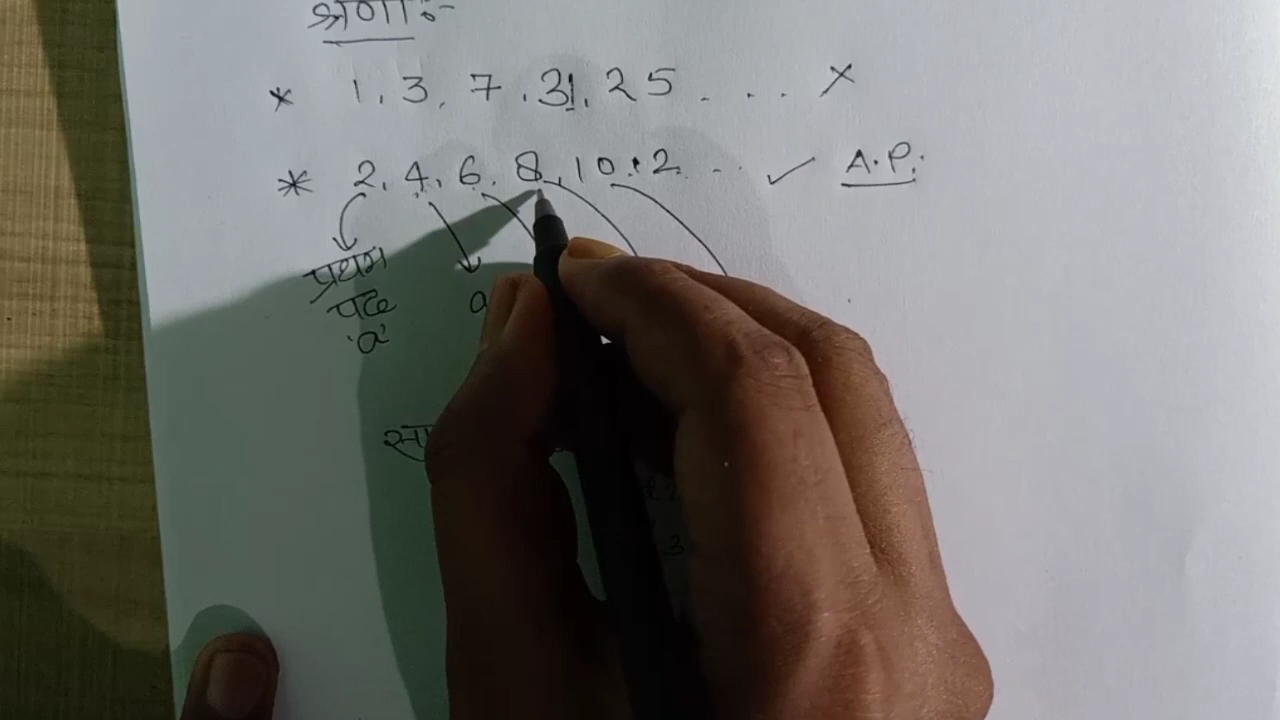 श्रेणी :-
* 1, 3, 7, 31, 25 . . . . ×
* 2, 4, 6, 8, 10, 12 . . . ✓ A.P.
प्रथम
पद a
'a'